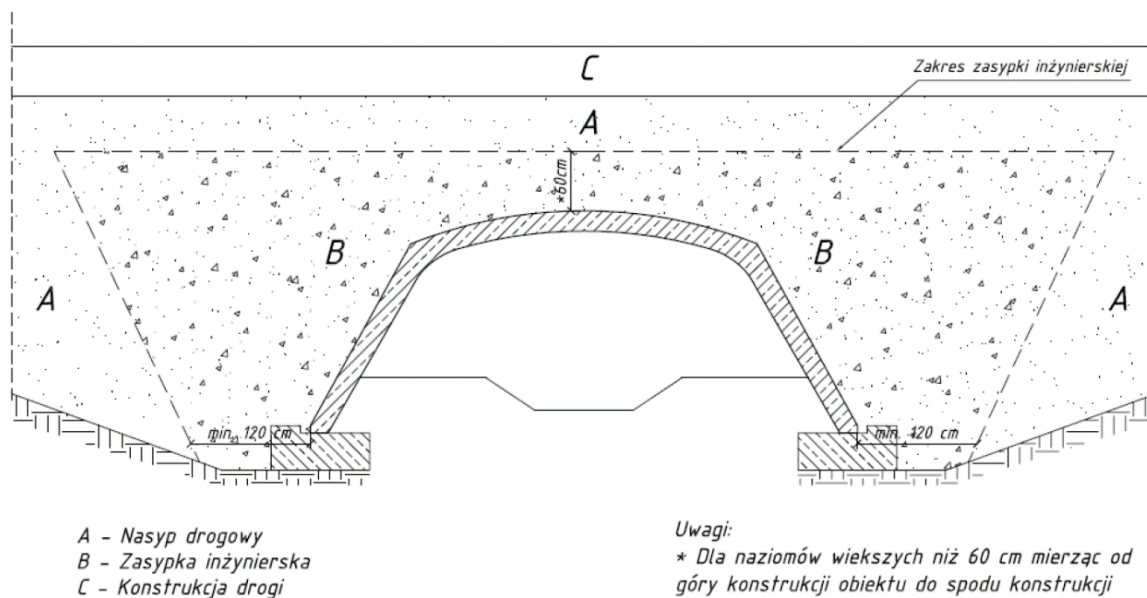 C
Zakres zasypki inżynierskiej
A
*60cm
B
B
A
A
min. 120 cm
min. 120 cm
A - Nasyp drogowy
B - Zasypka inżynierska
C - Konstrukcja drogi
Uwagi:
* Dla naziomów wiekszych niż 60 cm mierząc od
góry konstrukcji obiektu do spodu konstrukcji